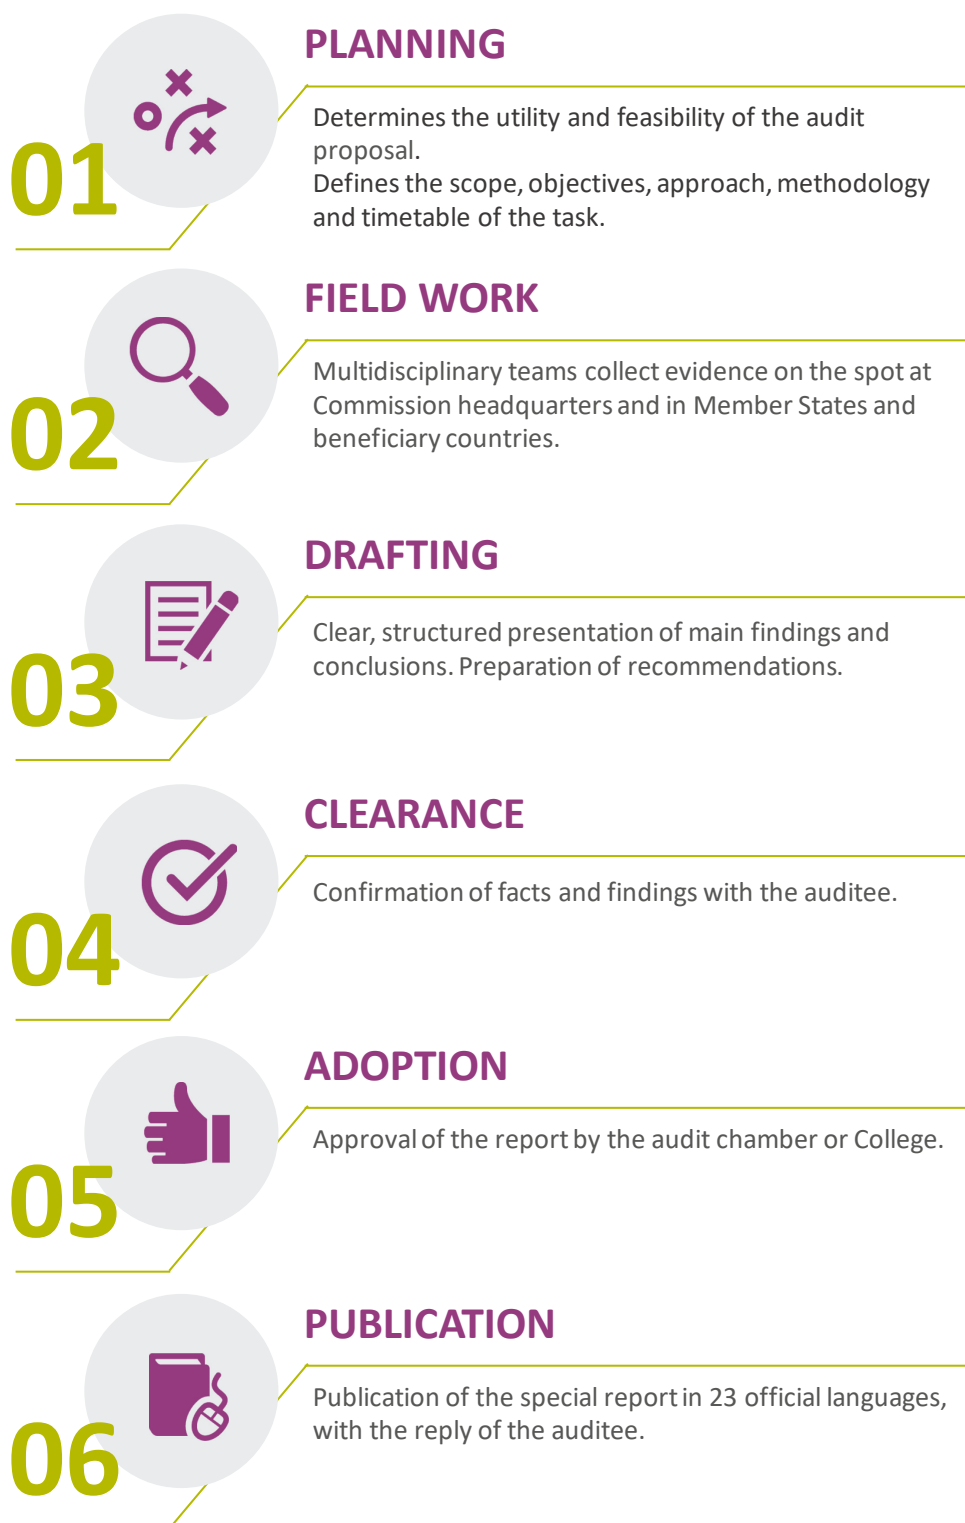 PLANNING
01
Determines the utility and feasibility of the audit
proposal.
Defines the scope, objectives, approach, methodology
and timetable of the task.
FIELD WORK
02
Multidisciplinary teams collect evidence on the spot at
Commission headquarters and in Member States and
beneficiary countries.
DRAFTING
03
Clear, structured presentation of main findings and
conclusions. Preparation of recommendations.
CLEARANCE
04
Confirmation of facts and findings with the auditee.
ADOPTION
05
Approval of the report by the audit chamber or College.
PUBLICATION
06
Publication of the special report in 23 official languages,
with the reply of the auditee.